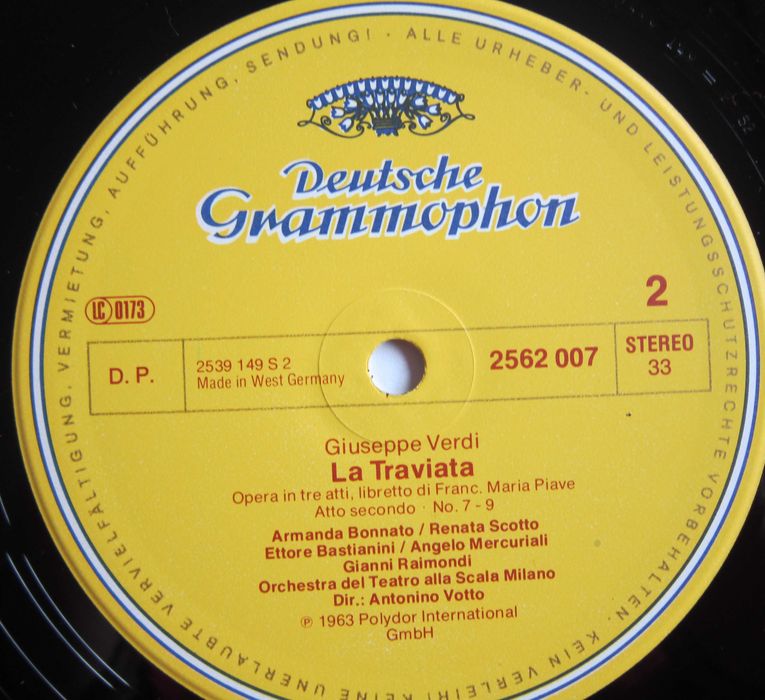 ALLE URHEBER- UND LEISTUNGSSCHUTZRECHTE VORBEHALTEN. KEIN VERLEIH! KEINE UNERLAUBTE VERVIELFÄLTIGUNG, VERMIETUNG, AUFFÜHRUNG, SENDUNG! ·
Deutsche
Grammophon
2
LC 0173
D. P.
2539 149 S 2
Made in West Germany
2562 007
STEREO
33
Giuseppe Verdi
La Traviata
Opera in tre atti, libretto di Franc. Maria Piave
Atto secondo · No. 7 - 9
Armanda Bonnato / Renata Scotto
Ettore Bastianini / Angelo Mercuriali
Gianni Raimondi
Orchestra del Teatro alla Scala Milano
Dir.: Antonino Votto
℗ 1963 Polydor International
GmbH